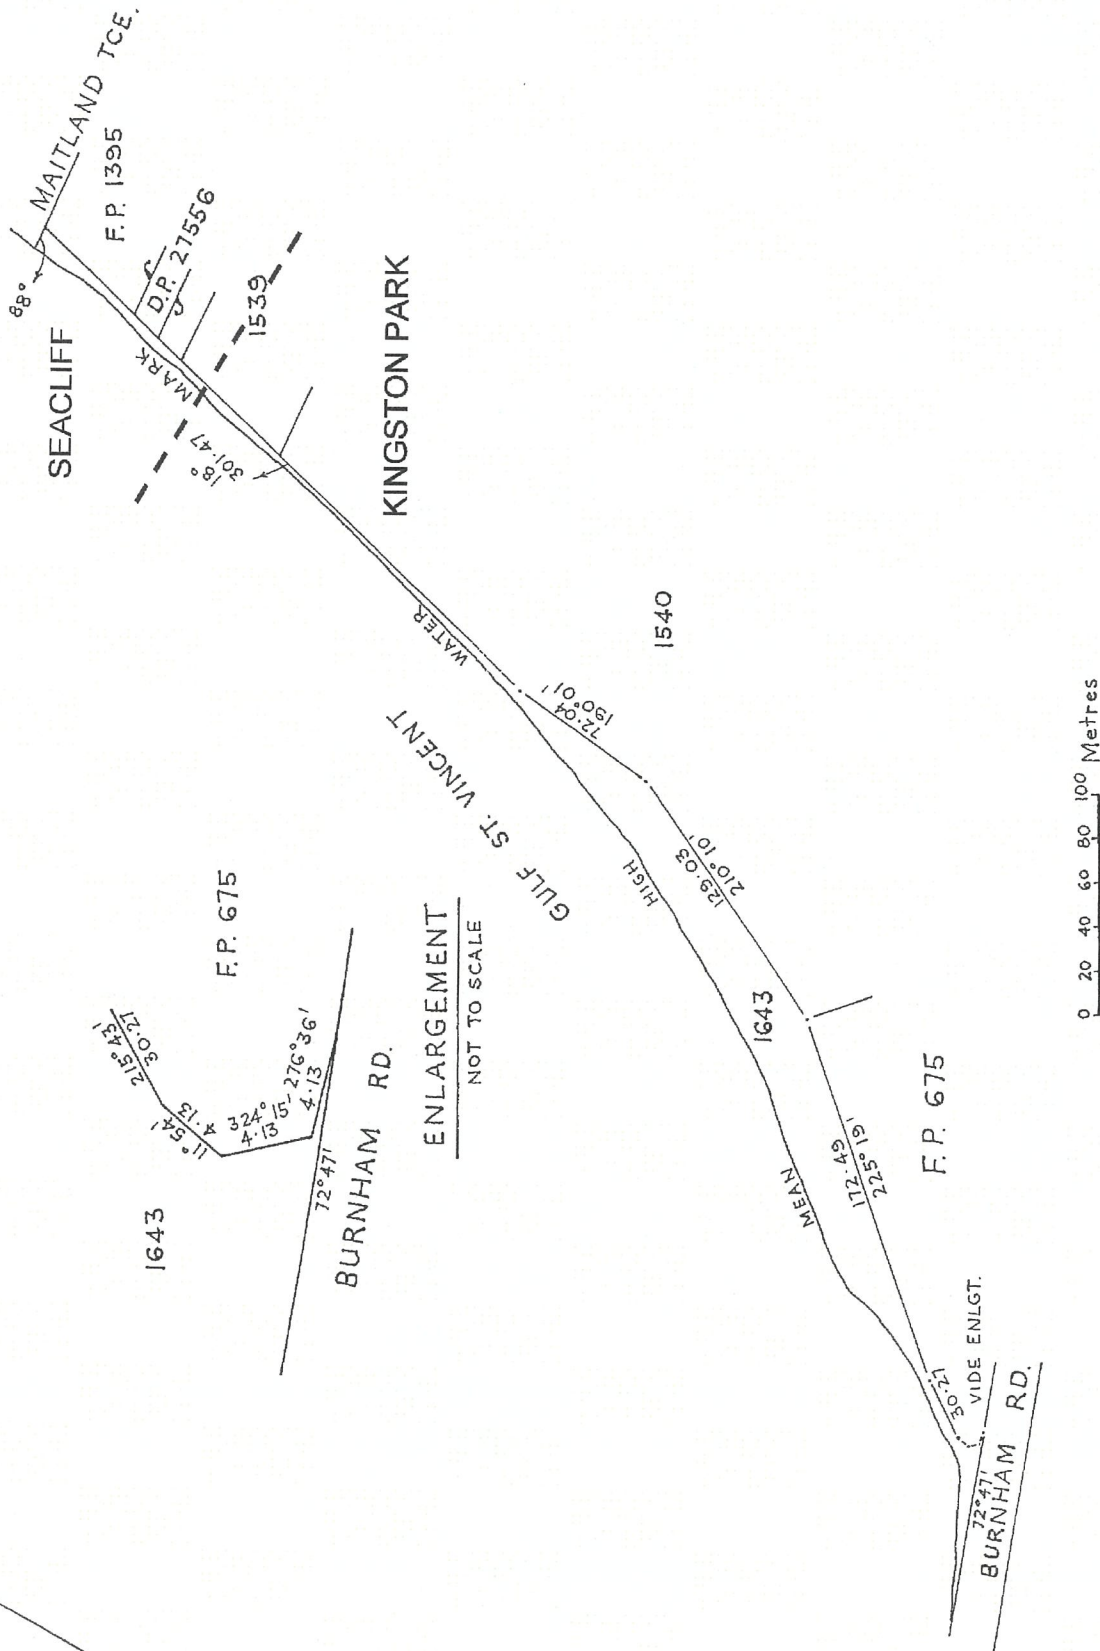 MAITLAND TCE.
88°
F.P. 1395
SEACLIFF
D.P. 27556
1539
MARK
18°
301·47
KINGSTON PARK
WATER
1540
72·04
190°01'
GULF ST. VINCENT
HIGH
129·03
210°10'
1643
MEAN
172·49
225°19'
F.P. 675
30·27
VIDE ENLGT.
72°47'
BURNHAM RD.
F.P. 675
215°43'
30·27
11°54'
4·13
324°15'
4·13
276°36'
4·13
1643
72°47'
BURNHAM RD.
ENLARGEMENT
NOT TO SCALE
0 20 40 60 80 100 Metres